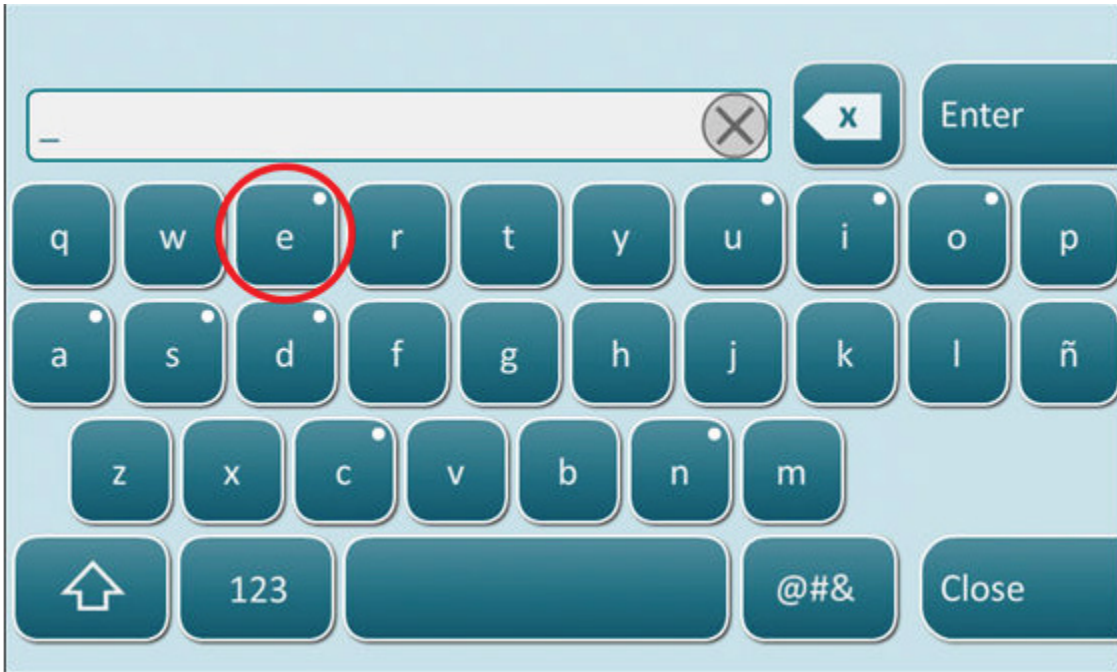 _
x Enter
q w e r t y u i o p
a s d f g h j k l ñ
z x c v b n m
123 @#& Close